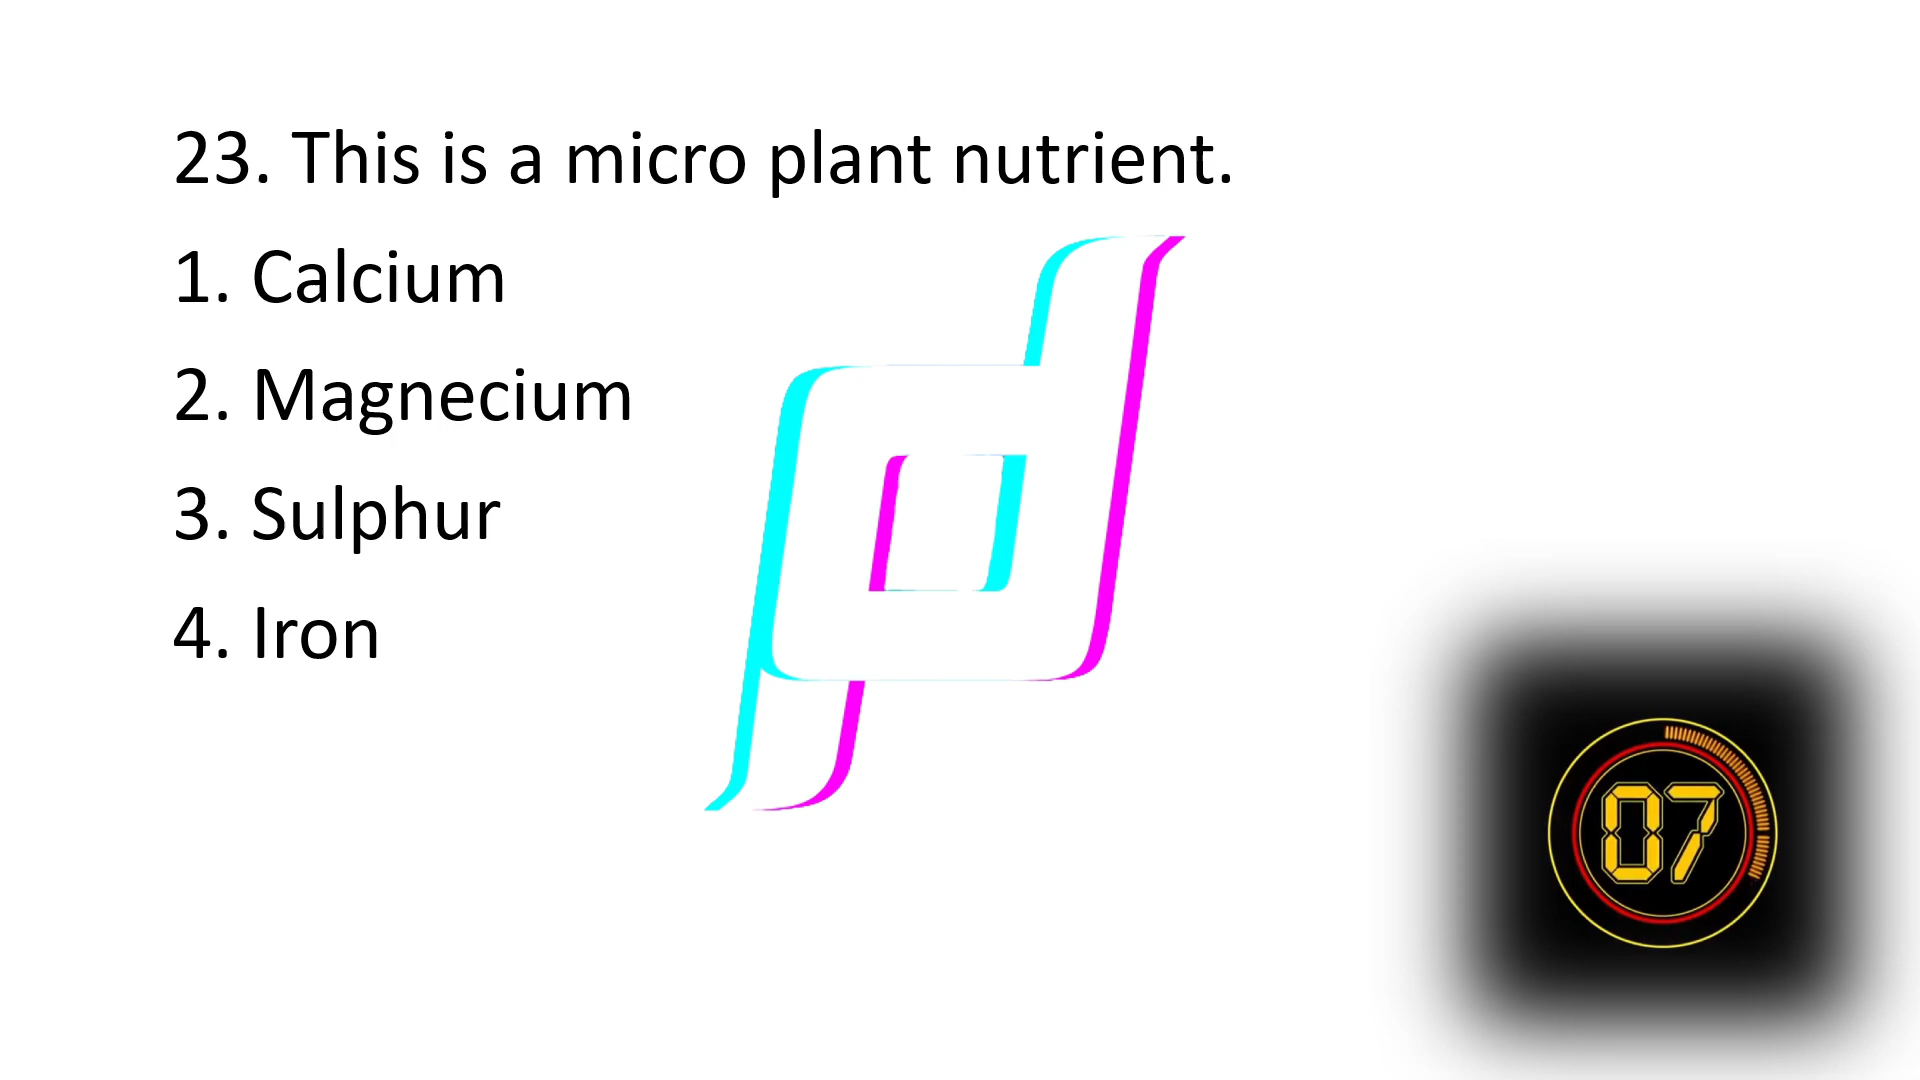 23. This is a micro plant nutrient.
1. Calcium
2. Magnecium
3. Sulphur
4. Iron
07